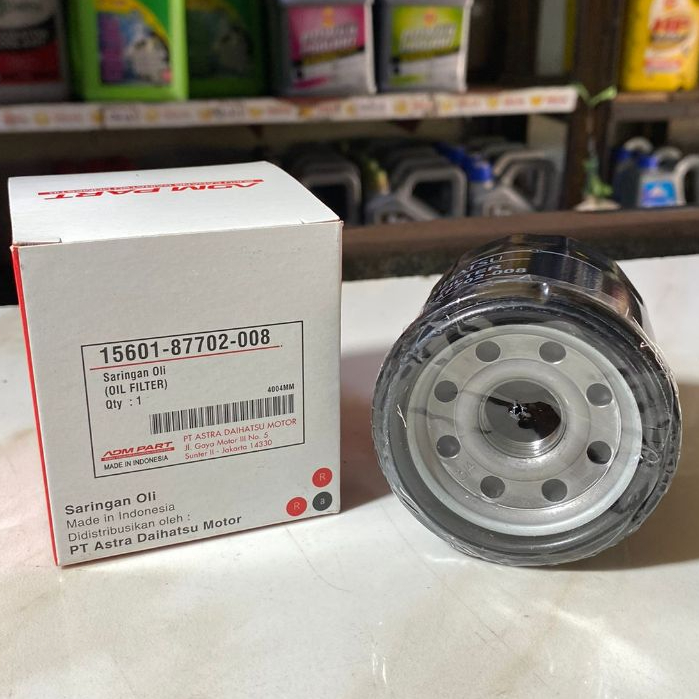 ADM PART
15601-87702-008
Saringan Oli
(OIL FILTER)
Qty : 1
4004MM
ADM PART
MADE IN INDONESIA
PT ASTRA DAIHATSU MOTOR
Jl. Gaya Motor III No. 5
Sunter II - Jakarta 14330
Saringan Oli
Made in Indonesia
Didistribusikan oleh :
PT Astra Daihatsu Motor
R
R
a
FILTER